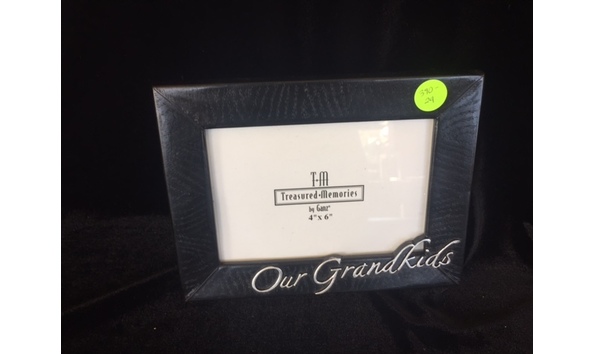 T·M
Treasured·Memories
by Ganz
4" x 6"
Our Grandkids